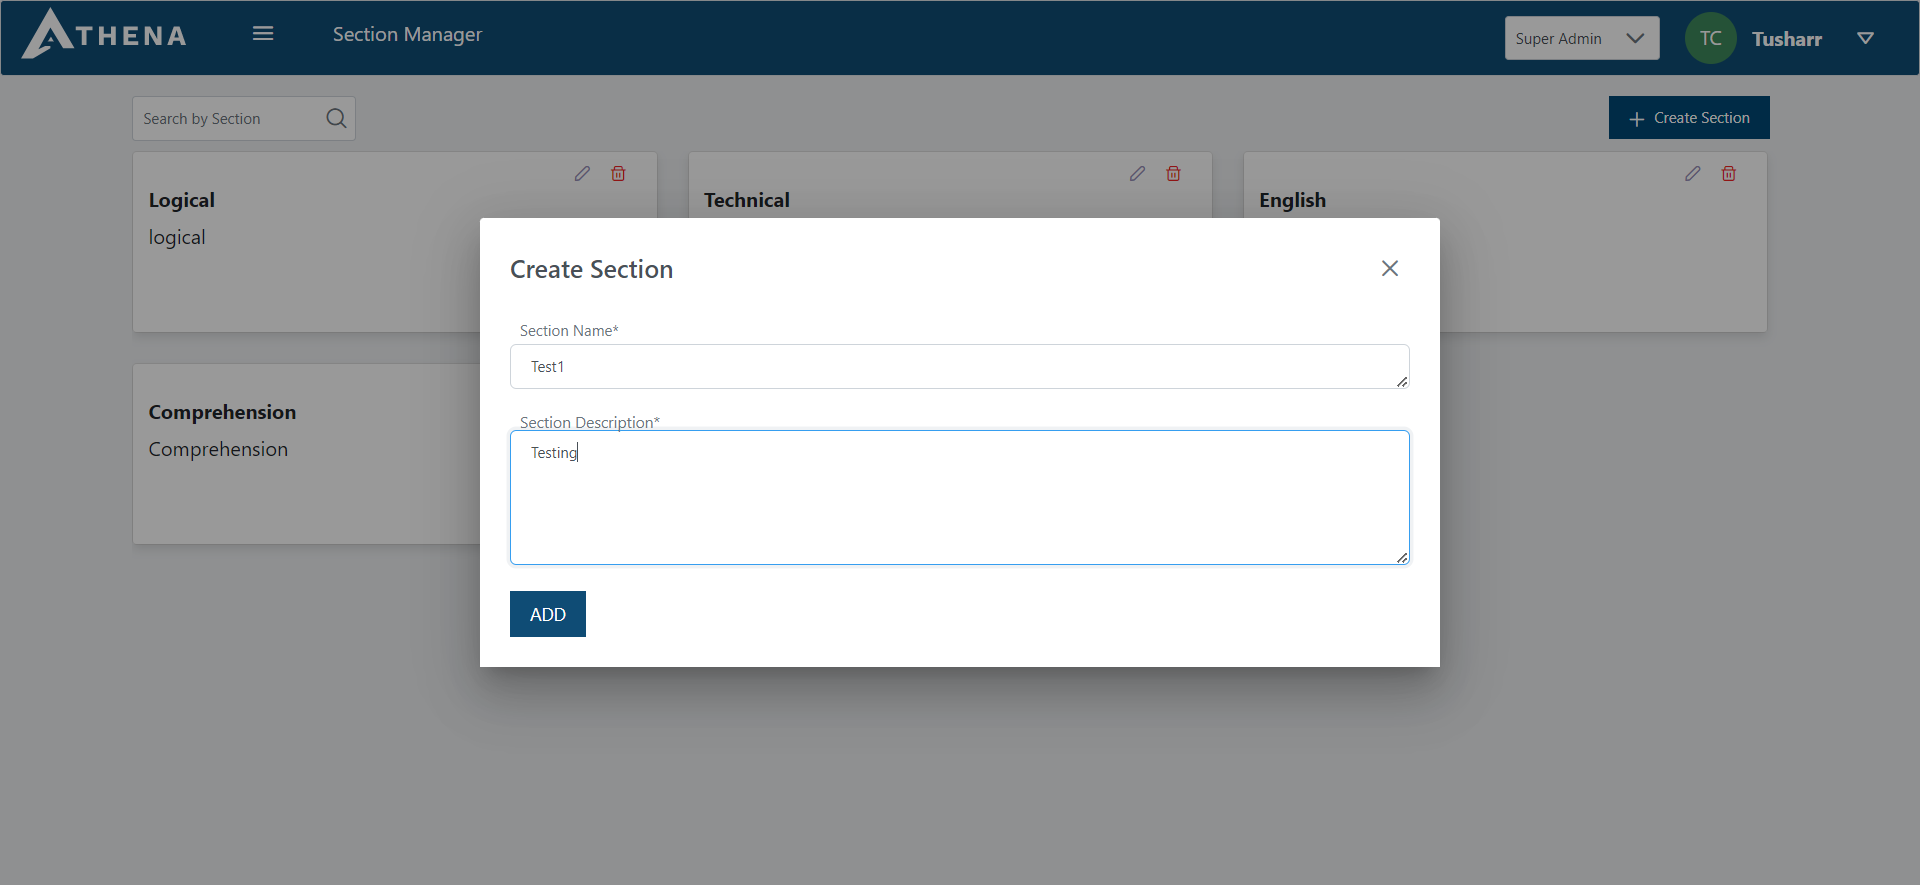 ATHENA
Section Manager
Super Admin
TC
Tusharr
Search by Section
Create Section
Logical
logical
Technical
English
Create Section
Section Name*
Test1
Section Description*
Testing
ADD
Comprehension
Comprehension